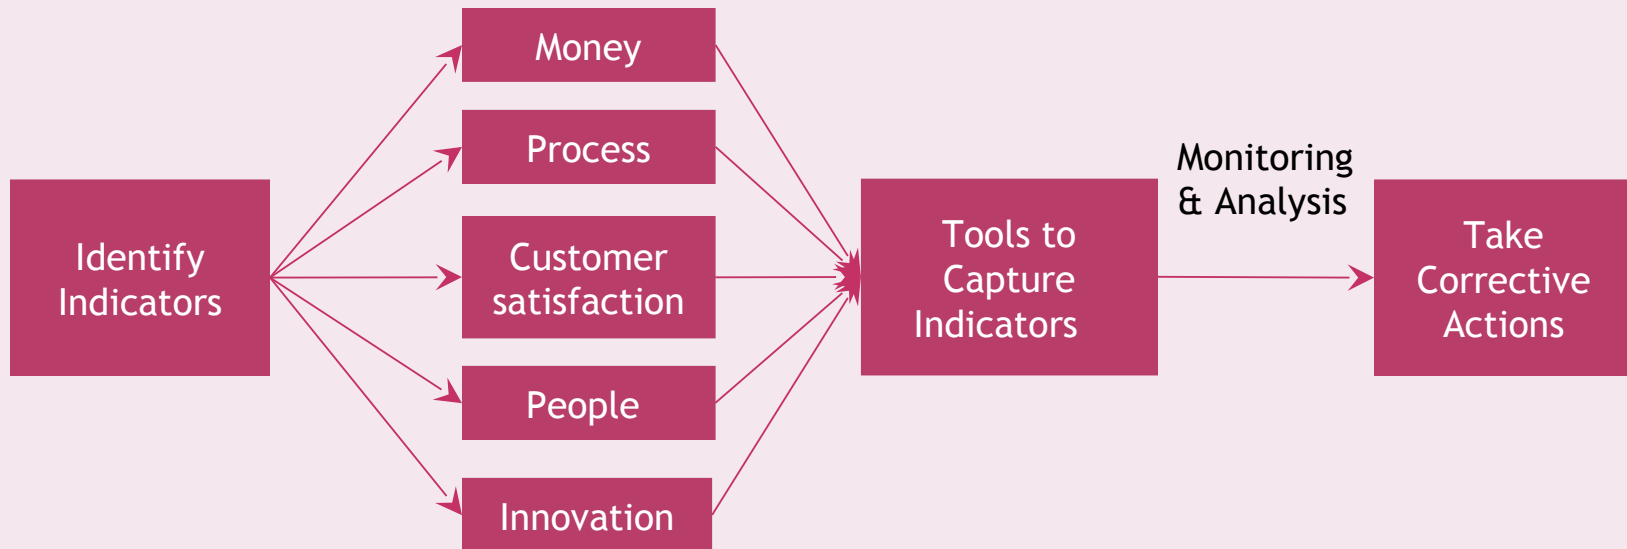 Identify
Indicators
Money
Process
Customer
satisfaction
People
Innovation
Tools to
Capture
Indicators
Monitoring
& Analysis
Take
Corrective
Actions